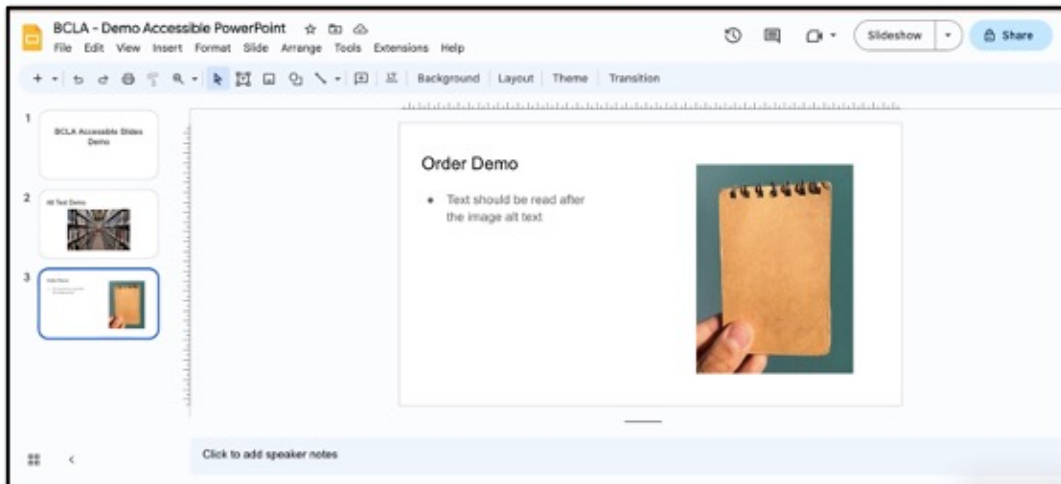 BCLA - Demo Accessible PowerPoint
File Edit View Insert Format Slide Arrange Tools Extensions Help
Slideshow
Share
Background Layout Theme Transition
1
BCLA Accessible Slides
Demo
2
Alt Text Demo
3
Order Demo
Order Demo
● Text should be read after
the image alt text
Click to add speaker notes